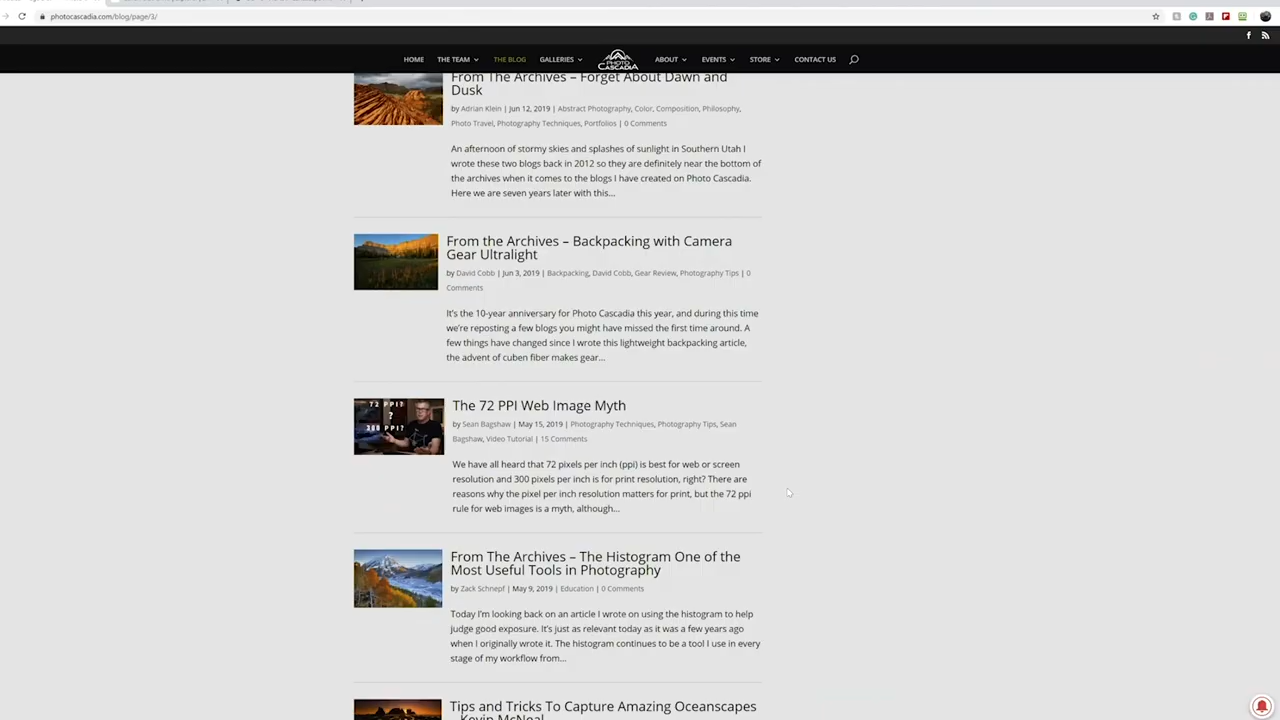 photocascadia.com/blog/page/3/
HOME THE TEAM THE BLOG GALLERIES PHOTO CASCADIA ABOUT EVENTS STORE CONTACT US
From The Archives – Forget About Dawn and
Dusk
by Adrian Klein | Jun 12, 2019 | Abstract Photography, Color, Composition, Philosophy,
Photo Travel, Photography Techniques, Portfolios | 0 Comments
An afternoon of stormy skies and splashes of sunlight in Southern Utah I
wrote these two blogs back in 2012 so they are definitely near the bottom of
the archives when it comes to the blogs I have created on Photo Cascadia.
Here we are seven years later with this...
From the Archives – Backpacking with Camera
Gear Ultralight
by David Cobb | Jun 3, 2019 | Backpacking, David Cobb, Gear Review, Photography Tips | 0
Comments
It's the 10-year anniversary for Photo Cascadia this year, and during this time
we're reposting a few blogs you might have missed the first time around. A
few things have changed since I wrote this lightweight backpacking article,
the advent of cuben fiber makes gear...
72 PPI?
?
300 PPI?
The 72 PPI Web Image Myth
by Sean Bagshaw | May 15, 2019 | Photography Techniques, Photography Tips, Sean
Bagshaw, Video Tutorial | 15 Comments
We have all heard that 72 pixels per inch (ppi) is best for web or screen
resolution and 300 pixels per inch is for print resolution, right? There are
reasons why the pixel per inch resolution matters for print, but the 72 ppi
rule for web images is a myth, although...
From The Archives – The Histogram One of the
Most Useful Tools in Photography
by Zack Schnepf | May 9, 2019 | Education | 0 Comments
Today I'm looking back on an article I wrote on using the histogram to help
judge good exposure. It's just as relevant today as it was a few years ago
when I originally wrote it. The histogram continues to be a tool I use in every
stage of my workflow from...
Tips and Tricks To Capture Amazing Oceanscapes
– Kevin McNeal